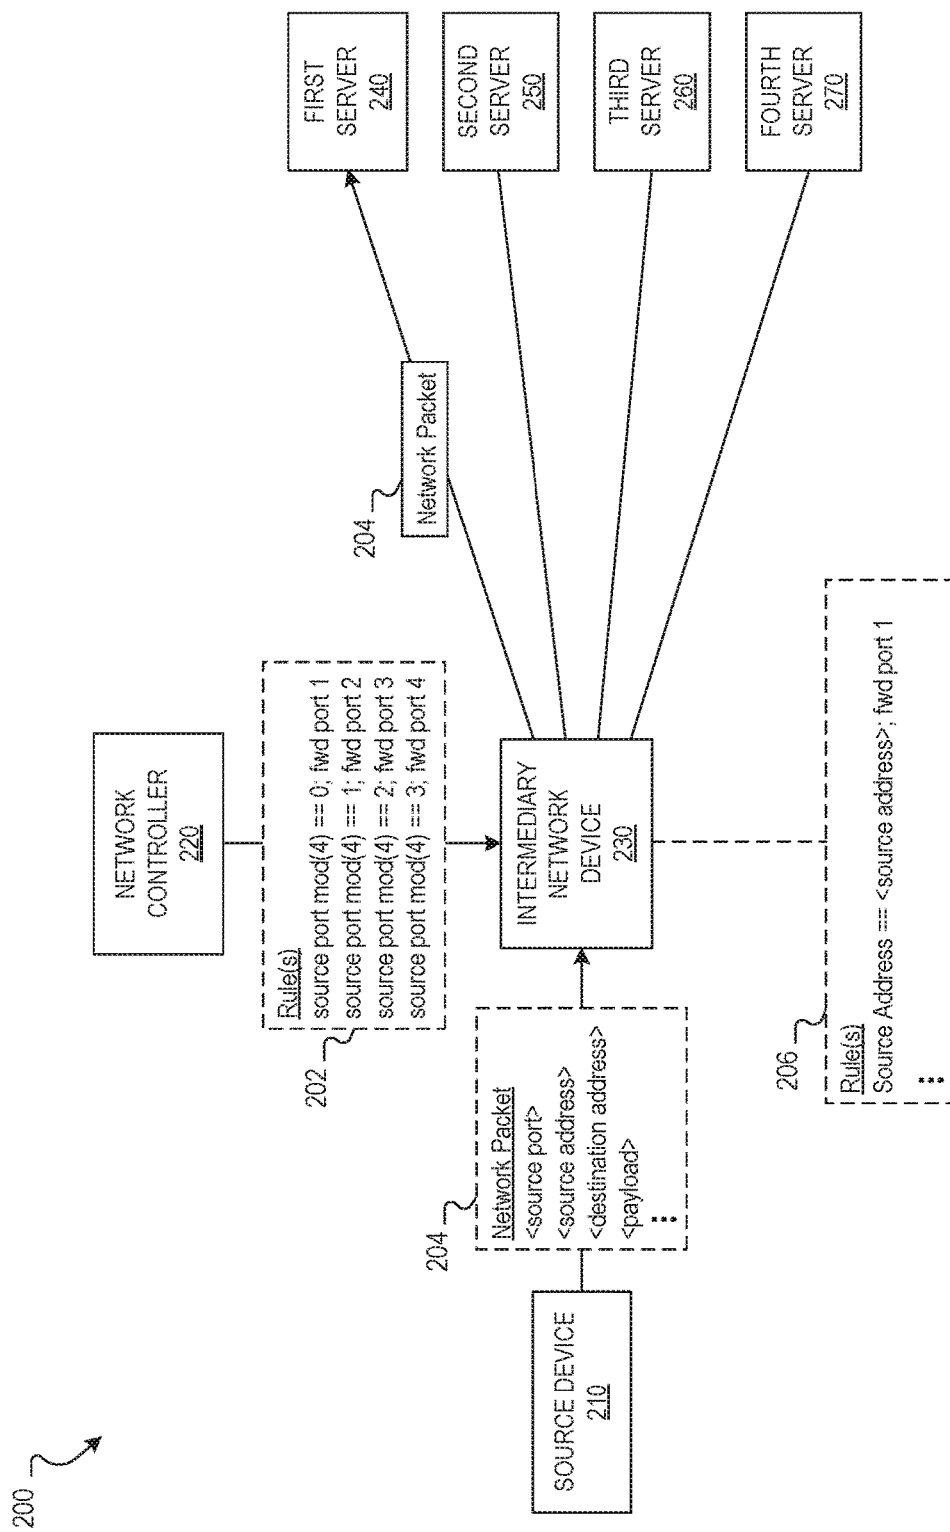 200
NETWORK
CONTROLLER
220
202
Rule(s)
source port mod(4) == 0; fwd port 1
source port mod(4) == 1; fwd port 2
source port mod(4) == 2; fwd port 3
source port mod(4) == 3; fwd port 4
204
Network Packet
FIRST
SERVER
240
SECOND
SERVER
250
THIRD
SERVER
260
FOURTH
SERVER
270
SOURCE DEVICE
210
204
Network Packet
<source port>
<source address>
<destination address>
<payload>
⋮
INTERMEDIARY
NETWORK
DEVICE
230
206
Rule(s)
Source Address == <source address>; fwd port 1
⋮